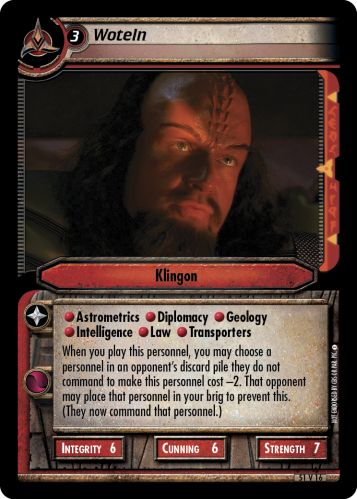 3 Woteln
Klingon
Astrometrics Diplomacy Geology
Intelligence Law Transporters
When you play this personnel, you may choose a
personnel in an opponent's discard pile they do not
command to make this personnel cost –2. That opponent
may place that personnel in your brig to prevent this.
(They now command that personnel.)
INTEGRITY 6 CUNNING 6 STRENGTH 7
51 V 16